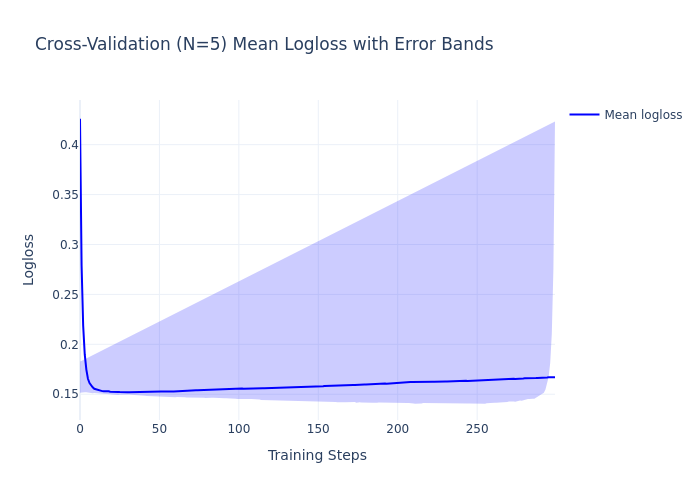 Cross-Validation (N=5) Mean Logloss with Error Bands
Mean logloss
0.4
0.35
0.3
0.25
0.2
0.15
Logloss
0 50 100 150 200 250
Training Steps